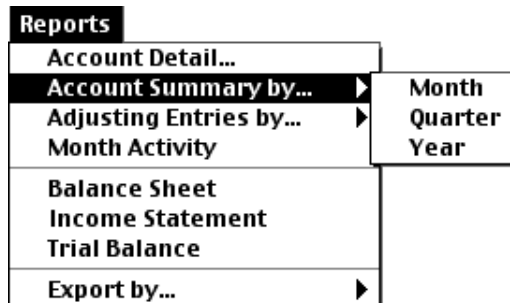 Reports
Account Detail...
Account Summary by...
Month
Adjusting Entries by...
Quarter
Month Activity
Year
Balance Sheet
Income Statement
Trial Balance
Export by...